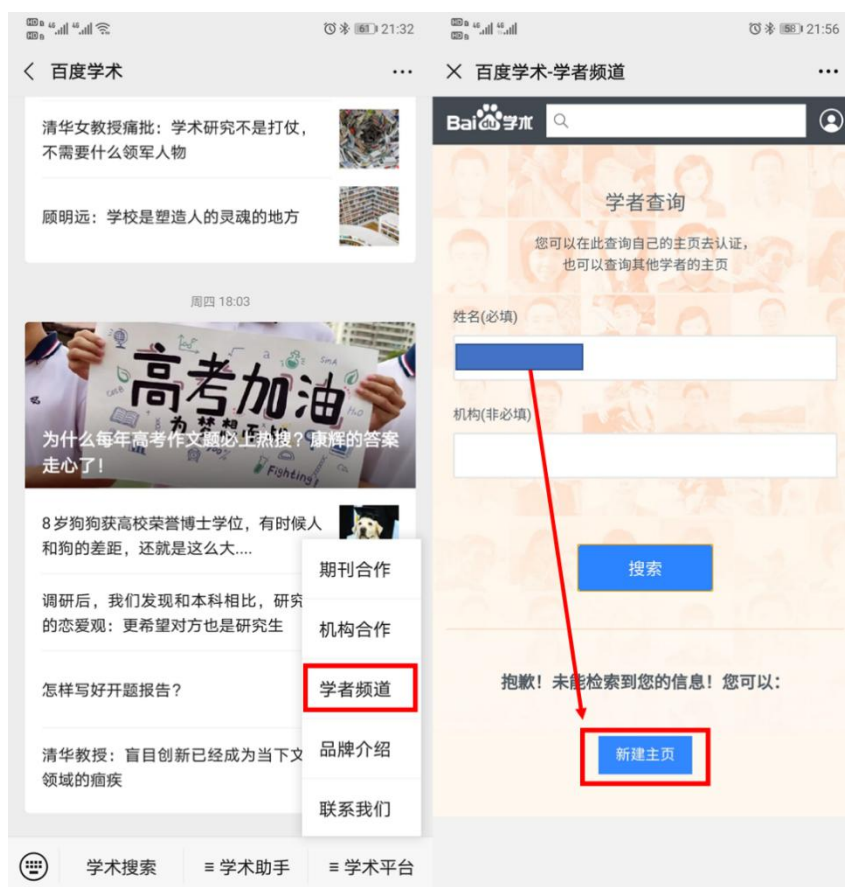 61 21:32
百度学术
清华女教授痛批：学术研究不是打仗，
不需要什么领军人物
顾明远：学校是塑造人的灵魂的地方
周四 18:03
高考加油
为梦想而战
Fighting
为什么每年高考作文题必上热搜？康辉的答案
走心了！
8岁狗狗获高校荣誉博士学位，有时候人
和狗的差距，还就是这么大....
调研后，我们发现和本科相比，研究
的恋爱观：更希望对方也是研究生
怎样写好开题报告？
清华教授：盲目创新已经成为当下文
领域的痼疾
期刊合作
机构合作
学者频道
品牌介绍
联系我们
学术搜索
≡ 学术助手
≡ 学术平台
58 21:56
百度学术-学者频道
Bai du 学术
学者查询
您可以在此查询自己的主页去认证，
也可以查询其他学者的主页
姓名(必填)
机构(非必填)
搜索
抱歉！未能检索到您的信息！您可以：
新建主页